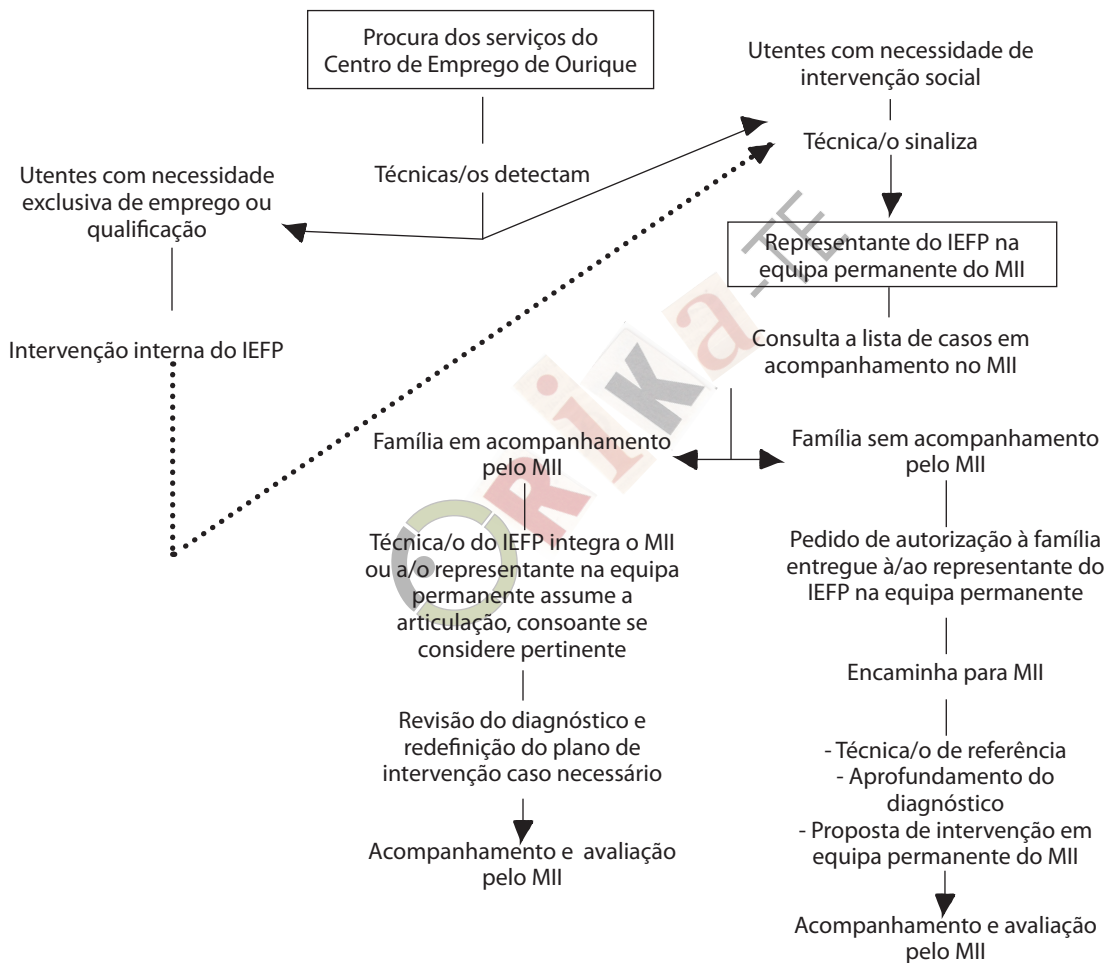 Procura dos serviços do
Centro de Emprego de Ourique
Técnicas/os detectam
Utentes com necessidade
exclusiva de emprego ou
qualificação
Intervenção interna do IEFP
Utentes com necessidade de
intervenção social
Técnica/o sinaliza
Representante do IEFP na
equipa permanente do MII
Consulta a lista de casos em
acompanhamento no MII
Família em acompanhamento
pelo MII
Técnica/o do IEFP integra o MII
ou a/o representante na equipa
permanente assume a
articulação, consoante se
considere pertinente
Revisão do diagnóstico e
redefinição do plano de
intervenção caso necessário
Acompanhamento e avaliação
pelo MII
Família sem acompanhamento
pelo MII
Pedido de autorização à família
entregue à/ao representante do
IEFP na equipa permanente
Encaminha para MII
- Técnica/o de referência
- Aprofundamento do
diagnóstico
- Proposta de intervenção em
equipa permanente do MII
Acompanhamento e avaliação
pelo MII
ORiKa-TE